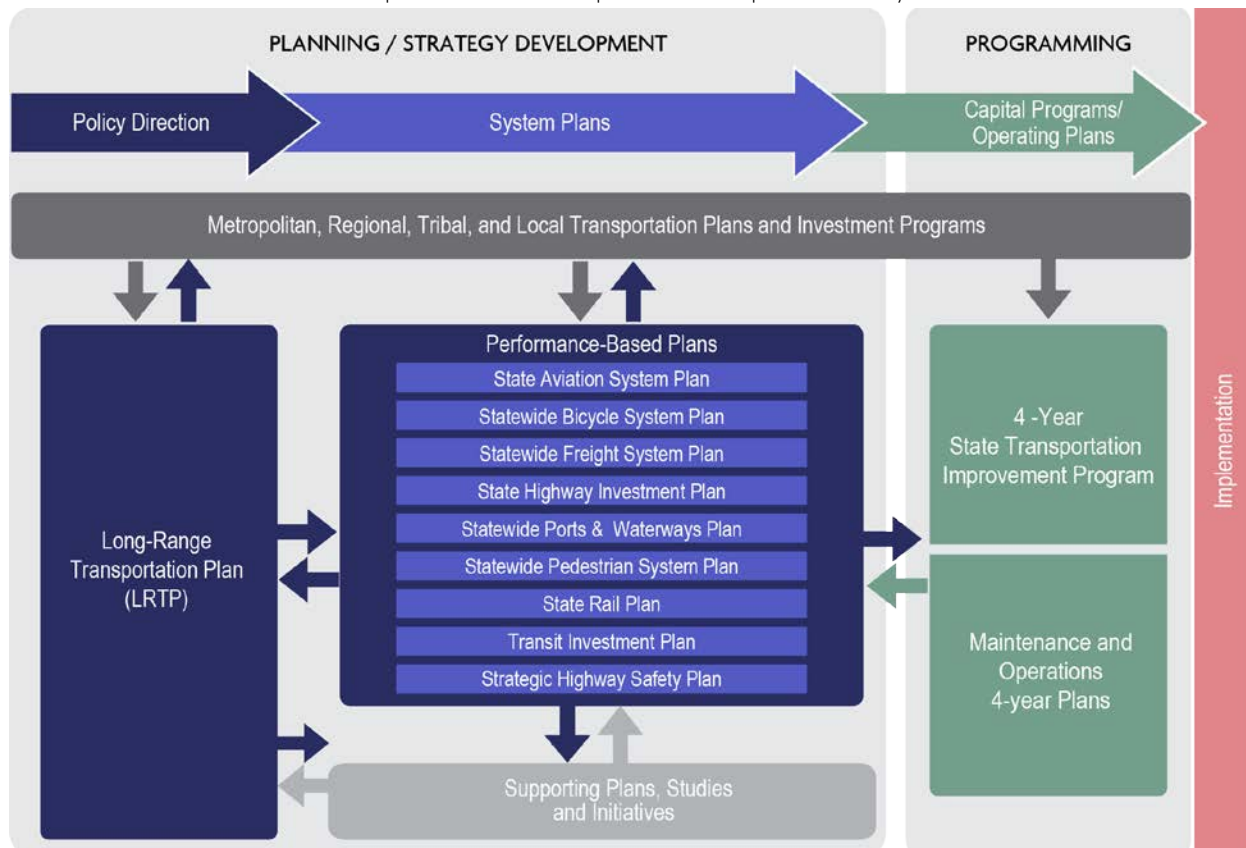 PLANNING / STRATEGY DEVELOPMENT
PROGRAMMING
Policy Direction
System Plans
Capital Programs/
Operating Plans
Metropolitan, Regional, Tribal, and Local Transportation Plans and Investment Programs
Long-Range
Transportation Plan
(LRTP)
Performance-Based Plans
State Aviation System Plan
Statewide Bicycle System Plan
Statewide Freight System Plan
State Highway Investment Plan
Statewide Ports & Waterways Plan
Statewide Pedestrian System Plan
State Rail Plan
Transit Investment Plan
Strategic Highway Safety Plan
Supporting Plans, Studies
and Initiatives
4 -Year
State Transportation
Improvement Program
Maintenance and
Operations
4-year Plans
Implementation